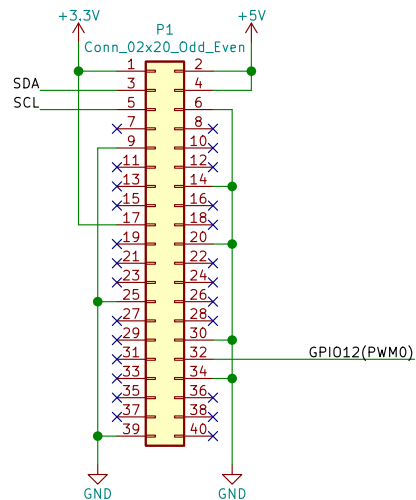 +3.3V +5V
P1
Conn_02x20_Odd_Even
1 2
SDA 3 4
SCL 5 6
7 8
9 10
11 12
13 14
15 16
17 18
19 20
21 22
23 24
25 26
27 28
29 30
GPIO12(PWM0)
31 32
33 34
35 36
37 38
39 40
GND GND